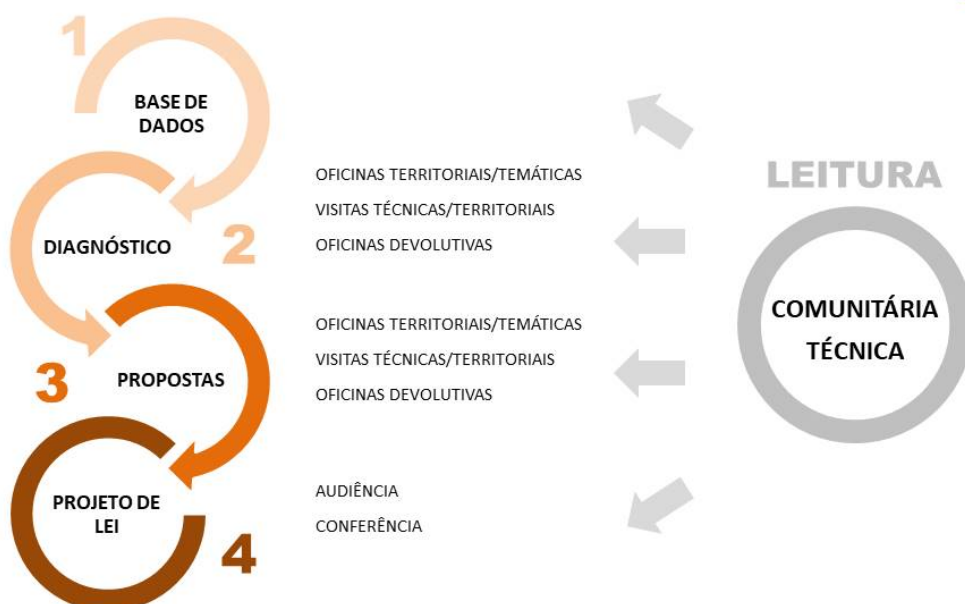 1
BASE DE
DADOS
DIAGNÓSTICO
2
OFICINAS TERRITORIAIS/TEMÁTICAS
VISITAS TÉCNICAS/TERRITORIAIS
OFICINAS DEVOLUTIVAS
3
PROPOSTAS
OFICINAS TERRITORIAIS/TEMÁTICAS
VISITAS TÉCNICAS/TERRITORIAIS
OFICINAS DEVOLUTIVAS
PROJETO DE
LEI
4
AUDIÊNCIA
CONFERÊNCIA
LEITURA
COMUNITÁRIA
TÉCNICA